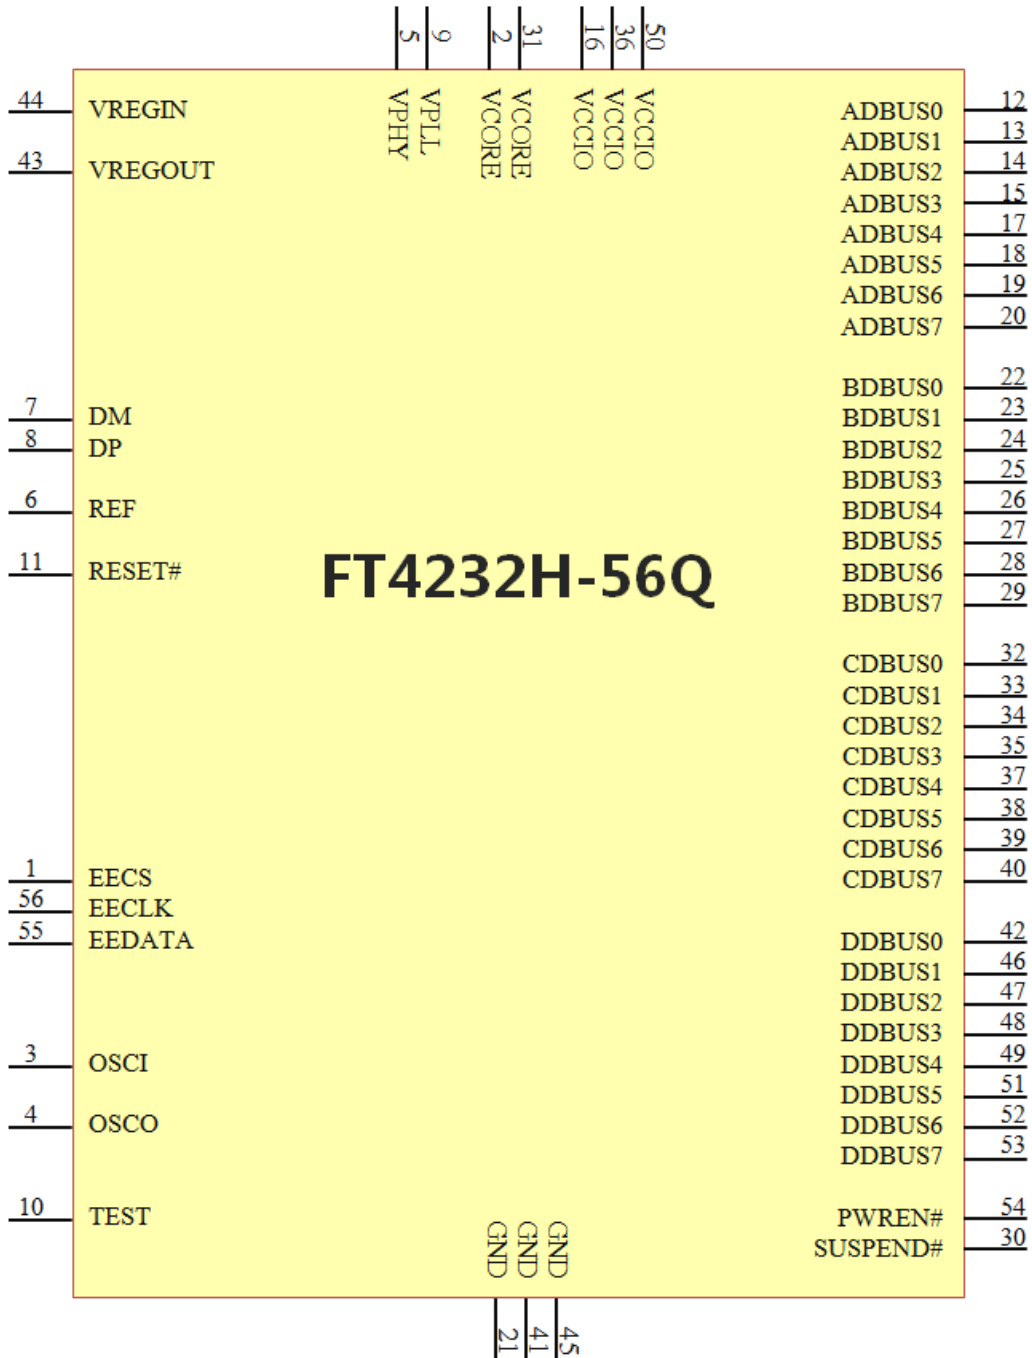 5 9 2 31 16 36 50
VPHY VPLL VCORE VCORE VCCIO VCCIO VCCIO
44 VREGIN
43 VREGOUT
7 DM
8 DP
6 REF
11 RESET#
1 EECS
56 EECLK
55 EEDATA
3 OSCI
4 OSCO
10 TEST
FT4232H-56Q
ADBUS0 12
ADBUS1 13
ADBUS2 14
ADBUS3 15
ADBUS4 17
ADBUS5 18
ADBUS6 19
ADBUS7 20
BDBUS0 22
BDBUS1 23
BDBUS2 24
BDBUS3 25
BDBUS4 26
BDBUS5 27
BDBUS6 28
BDBUS7 29
CDBUS0 32
CDBUS1 33
CDBUS2 34
CDBUS3 35
CDBUS4 37
CDBUS5 38
CDBUS6 39
CDBUS7 40
DDBUS0 42
DDBUS1 46
DDBUS2 47
DDBUS3 48
DDBUS4 49
DDBUS5 51
DDBUS6 52
DDBUS7 53
PWREN# 54
SUSPEND# 30
GND GND GND
21 41 45